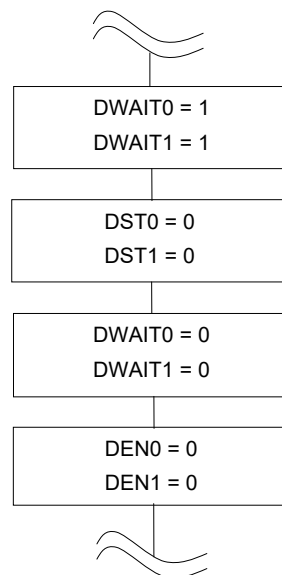 DWAIT0 = 1
DWAIT1 = 1
DST0 = 0
DST1 = 0
DWAIT0 = 0
DWAIT1 = 0
DEN0 = 0
DEN1 = 0